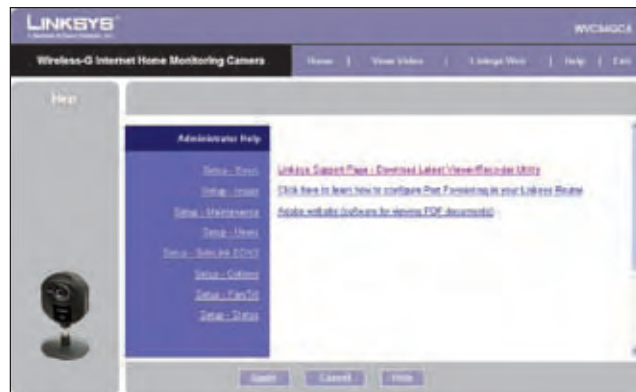 LINKSYS
WVC54GCA
Wireless-G Internet Home Monitoring Camera
Home | View Video | Linksys Web | Help | Exit
Help
Administrator Help
Setup - Basic
Linksys Support Page - Download Latest Viewer/Recorder Utility
Setup - Image
Click here to learn how to configure Port Forwarding in your Linksys Router
Setup - Maintenance
Adobe website (software for viewing PDF documents)
Setup - Users
Setup - Options
Setup - Pan/Tilt
Setup - Status
Apply
Cancel
Help